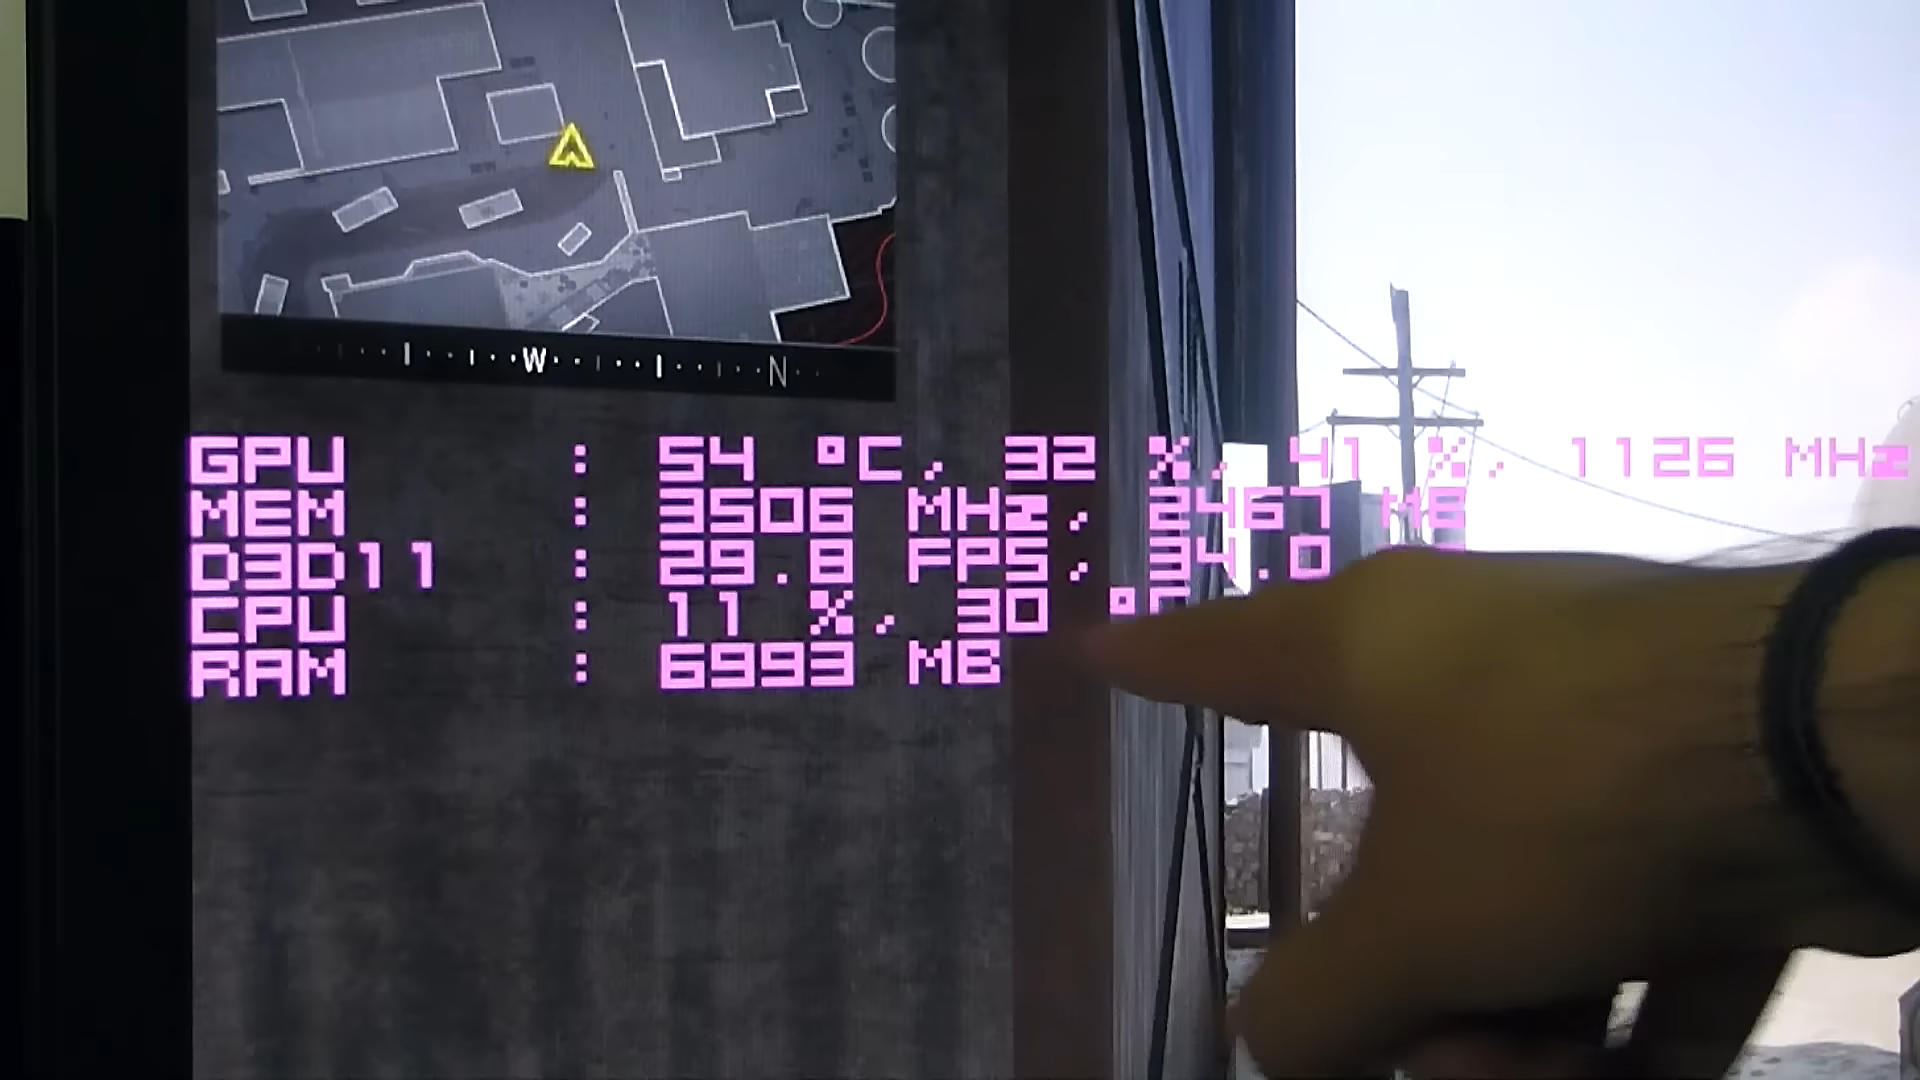 W N
GPU : 54 °C, 32 %, 41 %, 1126 MHz
MEM : 3506 MHz, 2467 MB
D3D11 : 29.8 FPS, 34.0
CPU : 11 %, 30 °C
RAM : 6993 MB